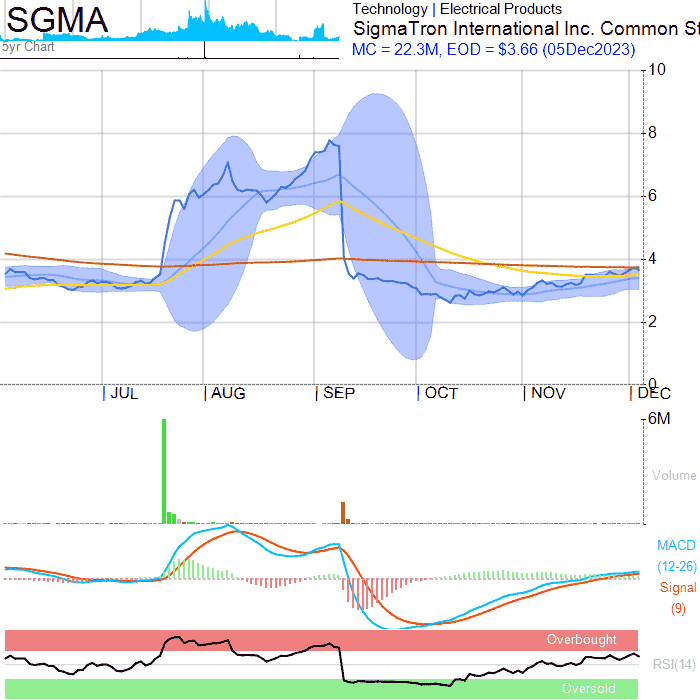 SGMA
5yr Chart
Technology | Electrical Products
SigmaTron International Inc. Common St
MC = 22.3M, EOD = $3.66 (05Dec2023)
10
8
6
4
2
0
JUL
AUG
SEP
OCT
NOV
DEC
6M
Volume
MACD
(12-26)
Signal
(9)
Overbought
RSI(14)
Oversold